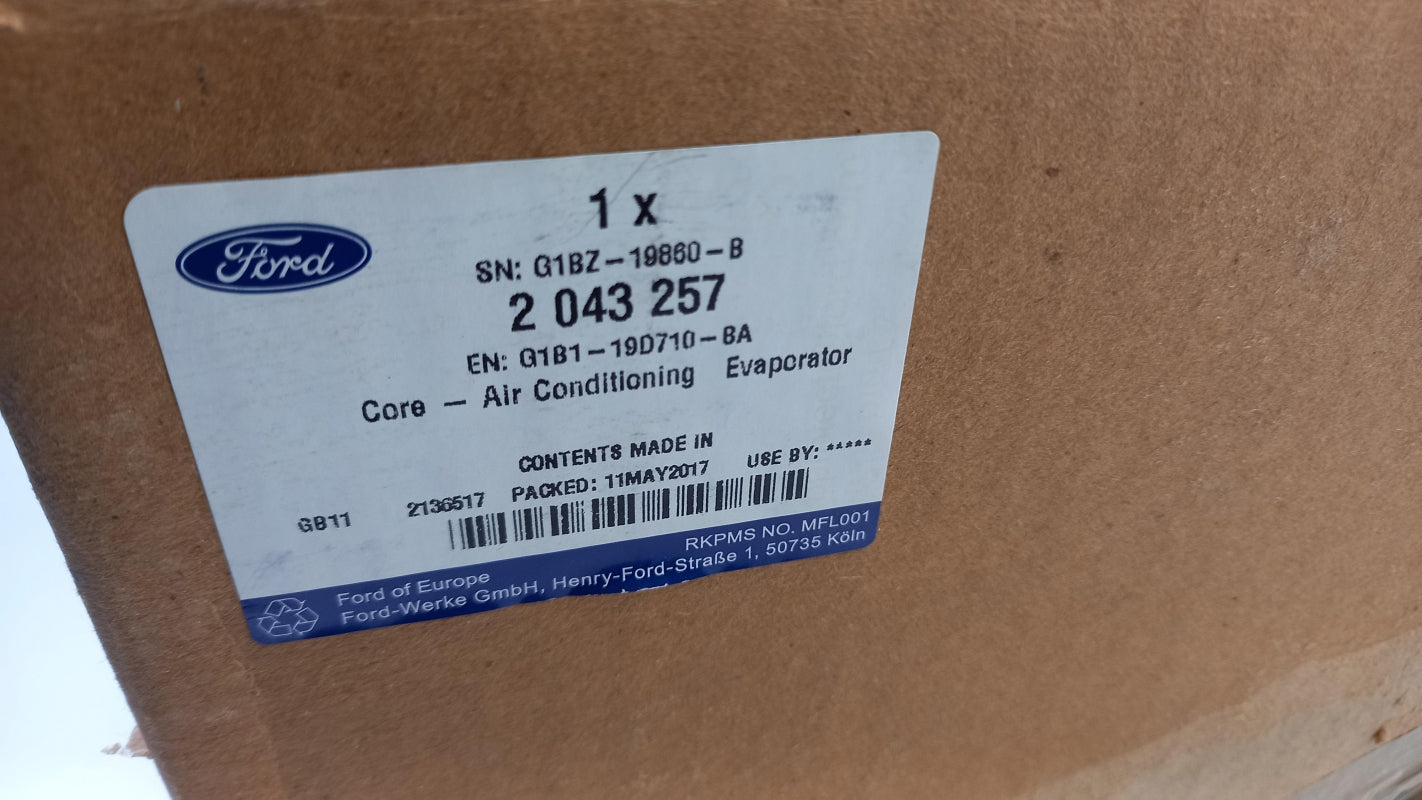 1 x
Ford
SN: G1BZ-19860-B
2 043 257
EN: G1B1-19D710-BA
Core - Air Conditioning Evaporator
CONTENTS MADE IN
GB11 2136517 PACKED: 11MAY2017 USE BY: *****
RKPMS NO. MFL001
Ford of Europe
Ford-Werke GmbH, Henry-Ford-Straße 1, 50735 Köln